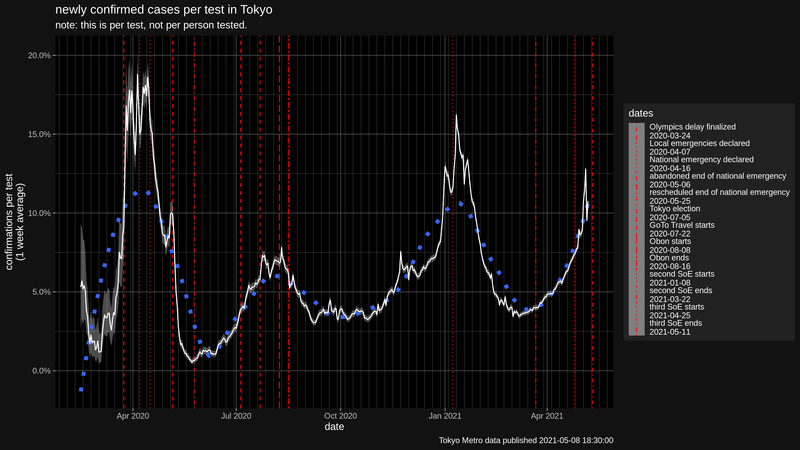 newly confirmed cases per test in Tokyo
note: this is per test, not per person tested.
20.0%
15.0%
10.0%
5.0%
0.0%
confirmations per test
(1 week average)
Apr 2020
Jul 2020
Oct 2020
Jan 2021
Apr 2021
date
dates
Olympics delay finalized
2020-03-24
Local emergencies declared
2020-04-07
National emergency declared
2020-04-16
abandoned end of national emergency
2020-05-06
rescheduled end of national emergency
2020-05-25
Tokyo election
2020-07-05
GoTo Travel starts
2020-07-22
Obon starts
2020-08-08
Obon ends
2020-08-16
second SoE starts
2021-01-08
second SoE ends
2021-03-22
third SoE starts
2021-04-25
third SoE ends
2021-05-11
Tokyo Metro data published 2021-05-08 18:30:00